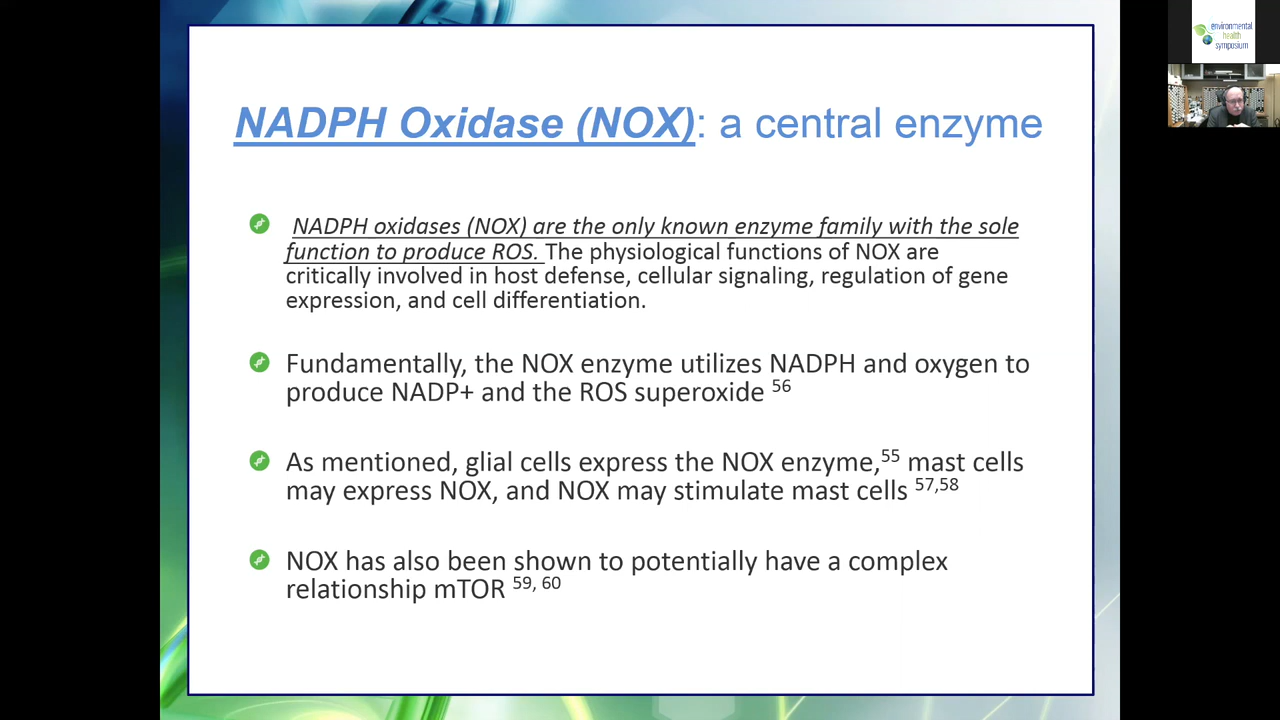 NADPH Oxidase (NOX): a central enzyme
NADPH oxidases (NOX) are the only known enzyme family with the sole
function to produce ROS. The physiological functions of NOX are
critically involved in host defense, cellular signaling, regulation of gene
expression, and cell differentiation.
Fundamentally, the NOX enzyme utilizes NADPH and oxygen to
produce NADP+ and the ROS superoxide 56
As mentioned, glial cells express the NOX enzyme,55 mast cells
may express NOX, and NOX may stimulate mast cells 57,58
NOX has also been shown to potentially have a complex
relationship mTOR 59, 60
environmental
health
symposium